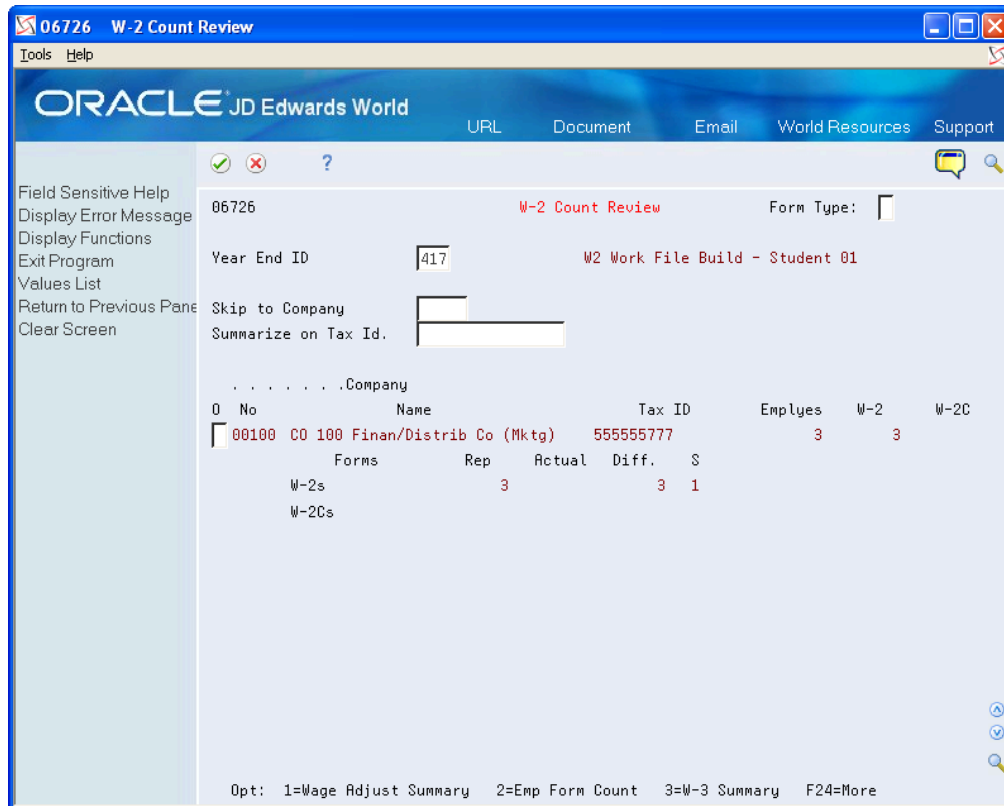 06726 W-2 Count Review
Tools Help
ORACLE JD Edwards World
URL Document Email World Resources Support
?
Field Sensitive Help
Display Error Message
Display Functions
Exit Program
Values List
Return to Previous Pane
Clear Screen
06726 W-2 Count Review Form Type:
Year End ID 417 W2 Work File Build - Student 01
Skip to Company
Summarize on Tax Id.
. . . . . . .Company
O No Name Tax ID Emplyes W-2 W-2C
00100 CO 100 Finan/Distrib Co (Mktg) 555555777 3 3
Forms Rep Actual Diff. S
W-2s 3 3 1
W-2Cs
Opt: 1=Wage Adjust Summary 2=Emp Form Count 3=W-3 Summary F24=More